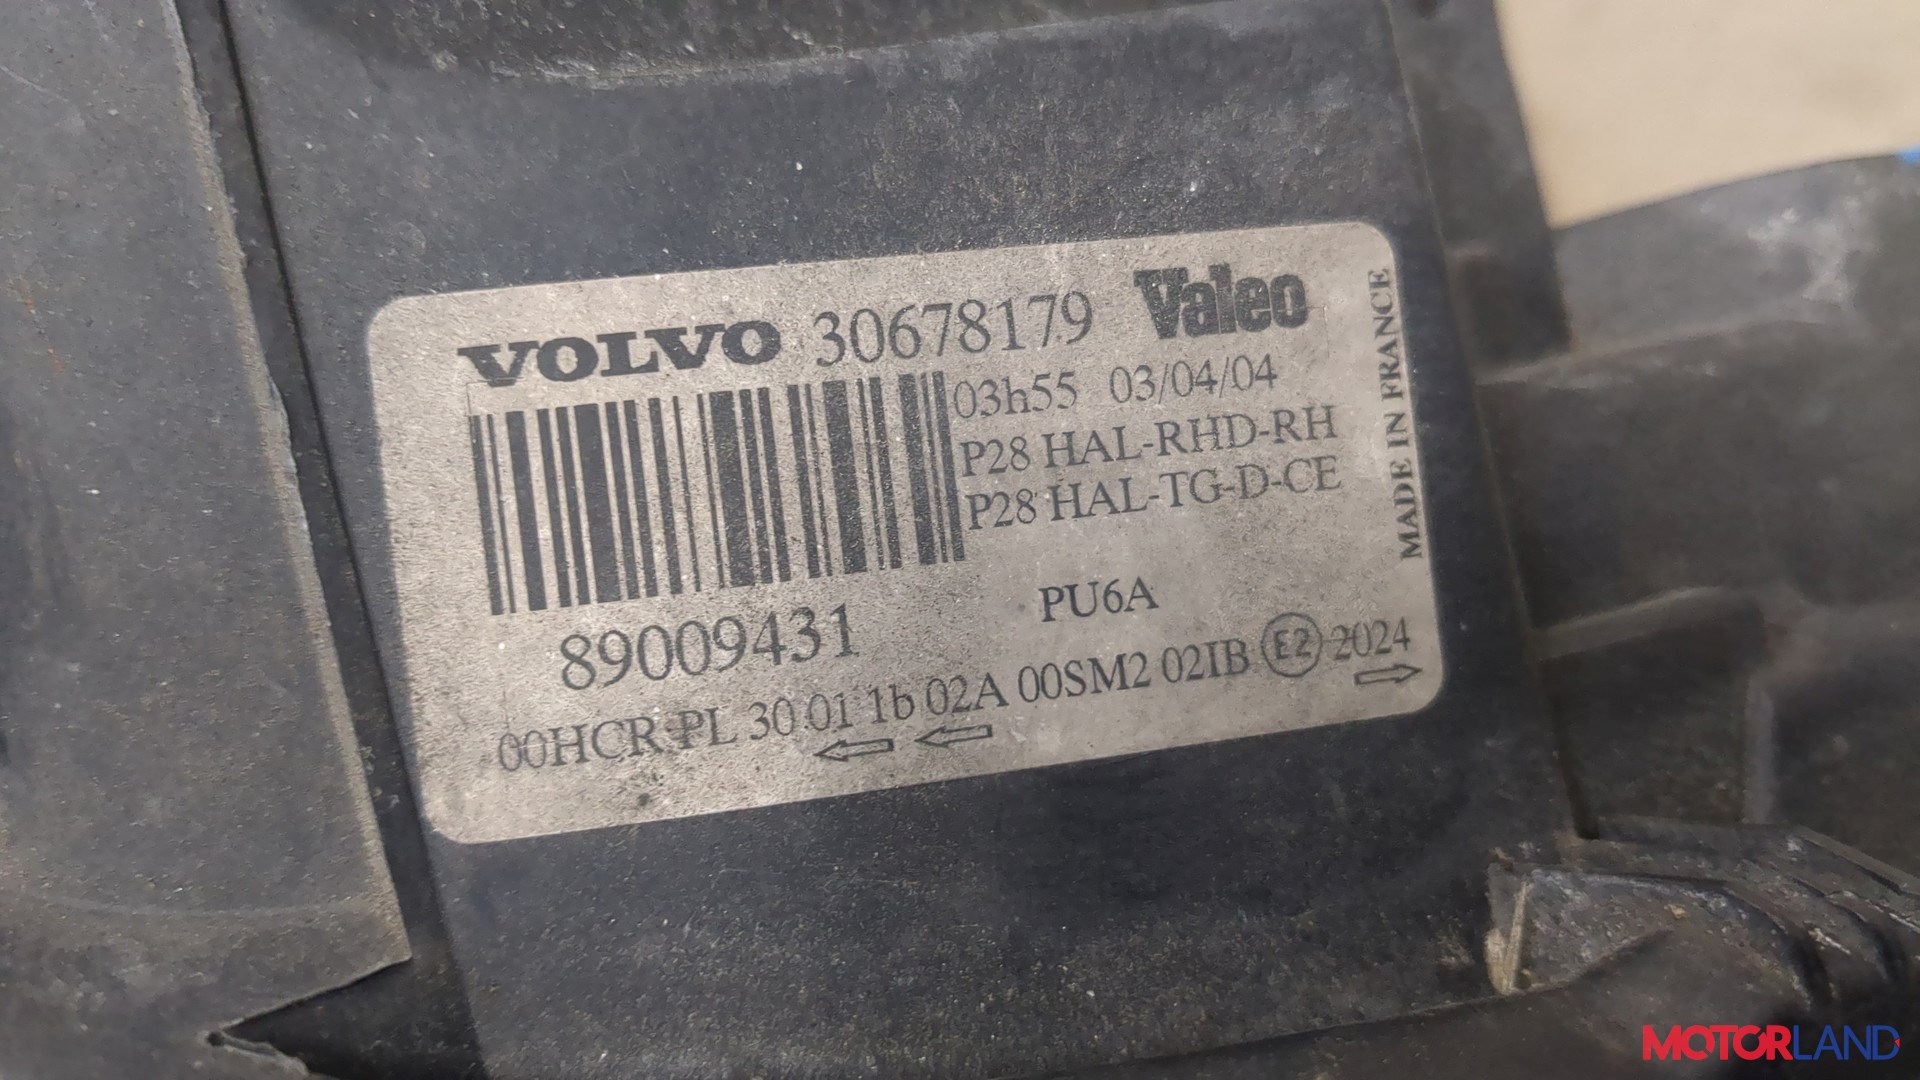 VOLVO 30678179 Valeo
03h55 03/04/04
P28 HAL-RHD-RH
P28 HAL-TG-D-CE
MADE IN FRANCE
PU6A
89009431
00HCR PL 30 01 1b 02A 00SM2 02IB E2 2024
MOTORLAND